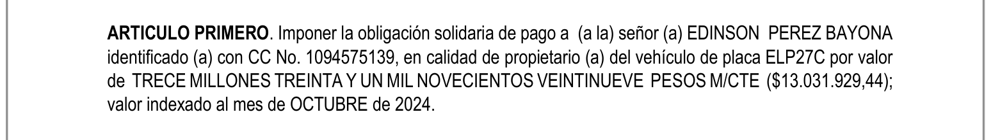 ARTICULO PRIMERO. Imponer la obligación solidaria de pago a (a la) señor (a) EDINSON PEREZ BAYONA
identificado (a) con CC No. 1094575139, en calidad de propietario (a) del vehículo de placa ELP27C por valor
de TRECE MILLONES TREINTA Y UN MIL NOVECIENTOS VEINTINUEVE PESOS M/CTE ($13.031.929,44);
valor indexado al mes de OCTUBRE de 2024.